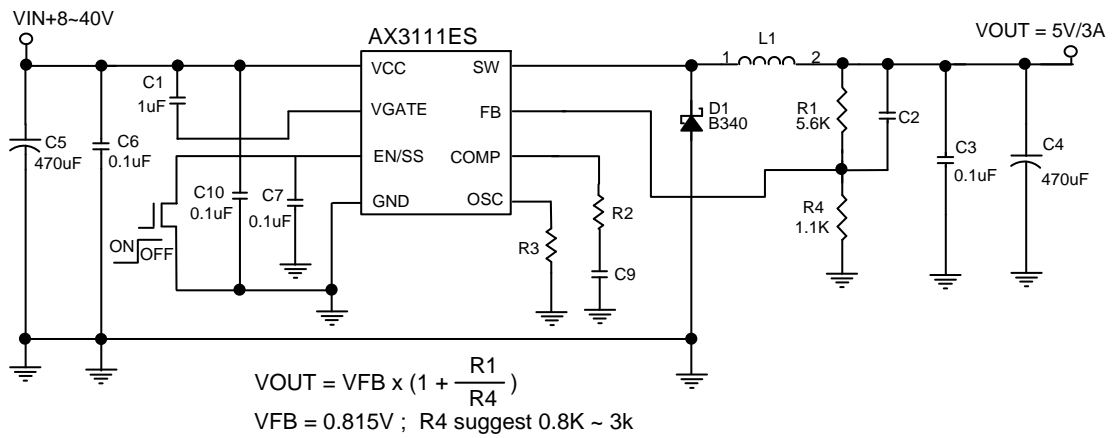 VIN+8~40V
VOUT = 5V/3A
AX3111ES
L1
1
2
VCC
SW
C1
1uF
VGATE
FB
R1
5.6K
C2
D1
B340
C5
470uF
C6
0.1uF
EN/SS
COMP
C3
0.1uF
C4
470uF
C10
0.1uF
C7
0.1uF
GND
OSC
R2
R4
1.1K
ON
OFF
R3
C9
VOUT = VFB x (1 + R1/R4 )
VFB = 0.815V ; R4 suggest 0.8K ~ 3k